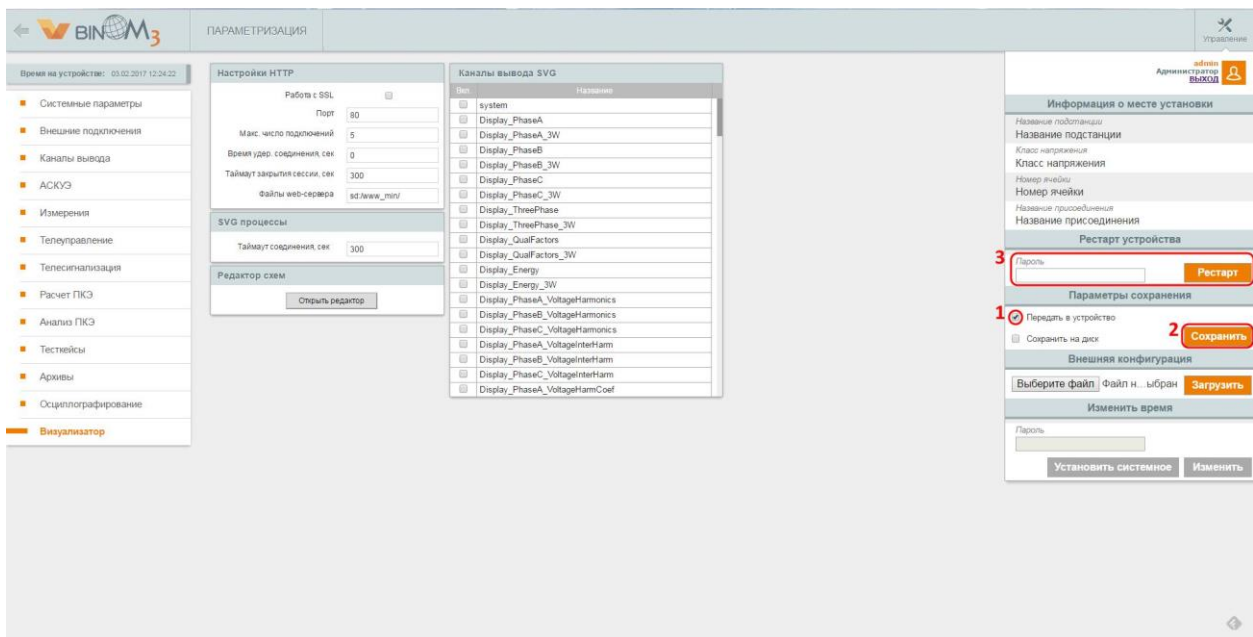 BINOM3
ПАРАМЕТРИЗАЦИЯ
Управление
Время на устройстве: 03.02.2017 12:24:22
Системные параметры
Внешние подключения
Каналы вывода
АСКУЭ
Измерения
Телеуправление
Телесигнализация
Расчет ПКЭ
Анализ ПКЭ
Тесткейсы
Архивы
Осциллографирование
Визуализатор
Настройки HTTP
Работа с SSL
Порт 80
Макс. число подключений 5
Время удер. соединения, сек 0
Таймаут закрытия сессии, сек 300
Файлы web-сервера sd:/www_min/
SVG процессы
Таймаут соединения, сек 300
Редактор схем
Открыть редактор
Каналы вывода SVG
Вкл Название
system
Display_PhaseA
Display_PhaseA_3W
Display_PhaseB
Display_PhaseB_3W
Display_PhaseC
Display_PhaseC_3W
Display_ThreePhase
Display_ThreePhase_3W
Display_QualFactors
Display_QualFactors_3W
Display_Energy
Display_Energy_3W
Display_PhaseA_VoltageHarmonics
Display_PhaseB_VoltageHarmonics
Display_PhaseC_VoltageHarmonics
Display_PhaseA_VoltageInterHarm
Display_PhaseB_VoltageInterHarm
Display_PhaseC_VoltageInterHarm
Display_PhaseA_VoltageHarmCoef
admin
Администратор
ВЫХОД
Информация о месте установки
Название подстанции
Название подстанции
Класс напряжения
Класс напряжения
Номер ячейки
Номер ячейки
Название присоединения
Название присоединения
Рестарт устройства
3
Пароль
Рестарт
Параметры сохранения
1 Передать в устройство
2
Сохранить на диск Сохранить
Внешняя конфигурация
Выберите файл Файл н...ыбран Загрузить
Изменить время
Пароль
Установить системное Изменить